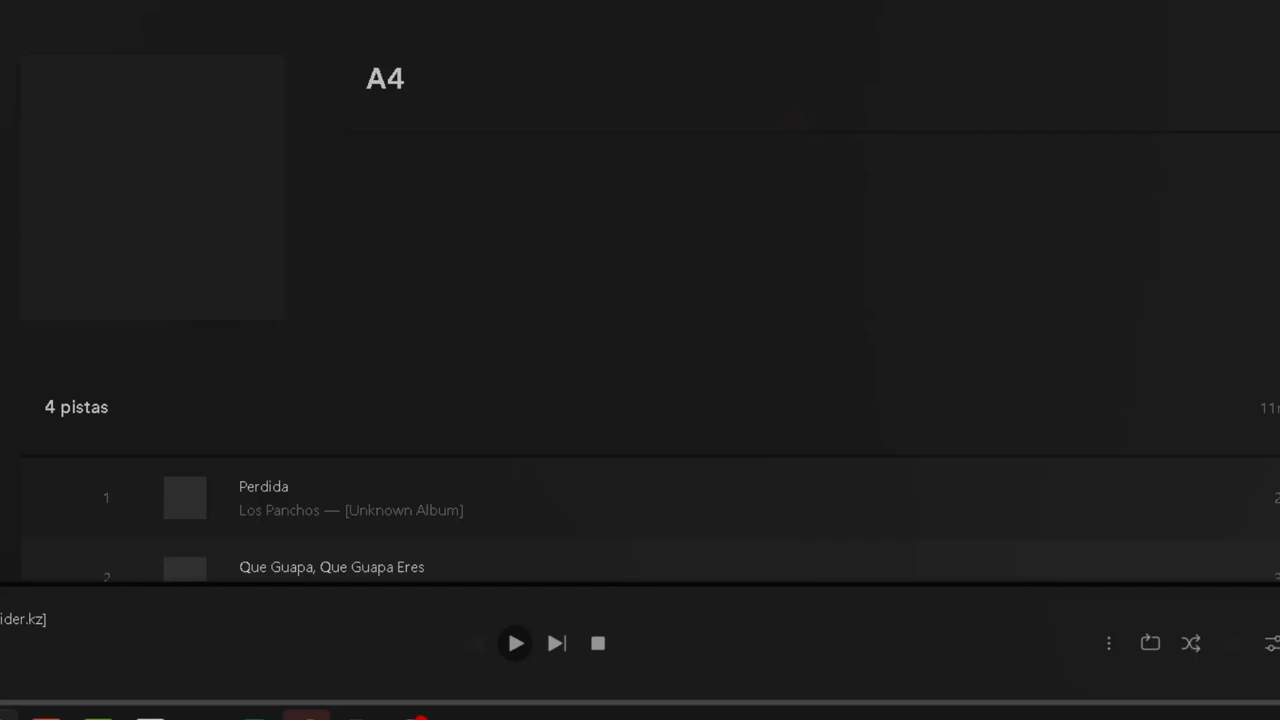 A4
4 pistas
1
Perdida
Los Panchos — [Unknown Album]
2
Que Guapa, Que Guapa Eres
ider.kz]